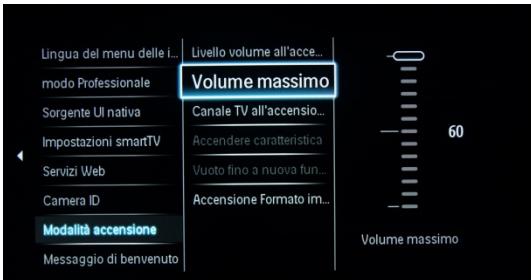 Lingua del menu delle i...
modo Professionale
Sorgente UI nativa
Impostazioni smartTV
Servizi Web
Camera ID
Modalità accensione
Messaggio di benvenuto
Livello volume all'acce...
Volume massimo
Canale TV all'accensio...
Accendere caratteristica
Vuoto fino a nuova fun...
Accensione Formato im...
60
Volume massimo